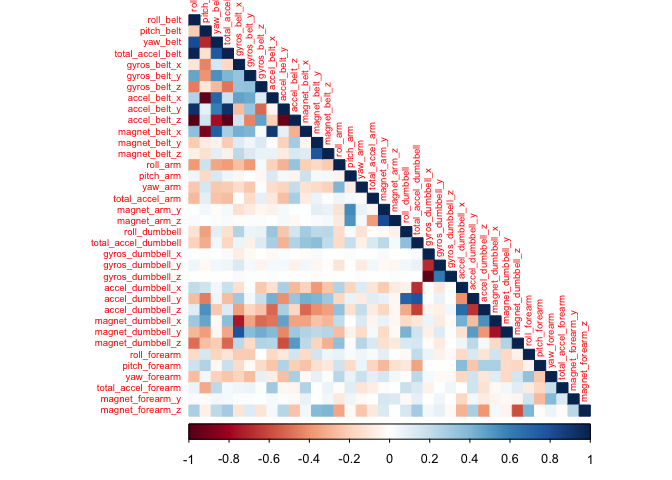 roll
pitch_
yaw_b
total_a
gyros_belt_x
gyros_belt_y
gyros_belt_z
accel_belt_x
accel_belt_y
accel_belt_z
magnet_belt_x
magnet_belt_y
magnet_belt_z
roll_arm
pitch_arm
yaw_arm
total_accel_arm
magnet_arm_y
magnet_arm_z
roll_dumbbell
total_accel_dumbbell
gyros_dumbbell_x
gyros_dumbbell_y
gyros_dumbbell_z
accel_dumbbell_x
accel_dumbbell_y
accel_dumbbell_z
magnet_dumbbell_x
magnet_dumbbell_y
magnet_dumbbell_z
roll_forearm
pitch_forearm
yaw_forearm
total_accel_forearm
magnet_forearm_y
magnet_forearm_z
roll_belt
pitch_belt
yaw_belt
total_accel_belt
gyros_belt_x
gyros_belt_y
gyros_belt_z
accel_belt_x
accel_belt_y
accel_belt_z
magnet_belt_x
magnet_belt_y
magnet_belt_z
roll_arm
pitch_arm
yaw_arm
total_accel_arm
magnet_arm_y
magnet_arm_z
roll_dumbbell
total_accel_dumbbell
gyros_dumbbell_x
gyros_dumbbell_y
gyros_dumbbell_z
accel_dumbbell_x
accel_dumbbell_y
accel_dumbbell_z
magnet_dumbbell_x
magnet_dumbbell_y
magnet_dumbbell_z
roll_forearm
pitch_forearm
yaw_forearm
total_accel_forearm
magnet_forearm_y
magnet_forearm_z
-1 -0.8 -0.6 -0.4 -0.2 0 0.2 0.4 0.6 0.8 1